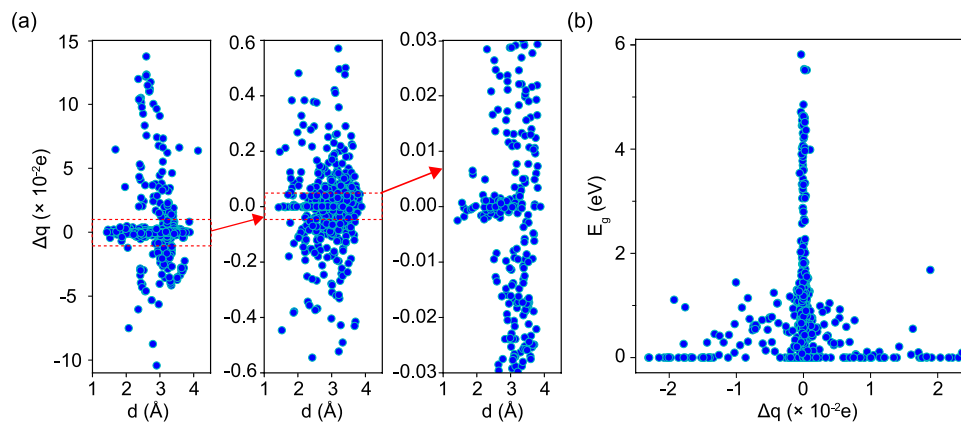 (a)
(b)
15
10
5
0
-5
-10
Δq (× 10⁻²e)
1 2 3 4
d (Å)
0.6
0.4
0.2
0.0
-0.2
-0.4
-0.6
1 2 3 4
d (Å)
0.03
0.02
0.01
0.00
-0.01
-0.02
-0.03
1 2 3 4
d (Å)
6
4
2
0
E_g (eV)
-2 -1 0 1 2
Δq (× 10⁻²e)